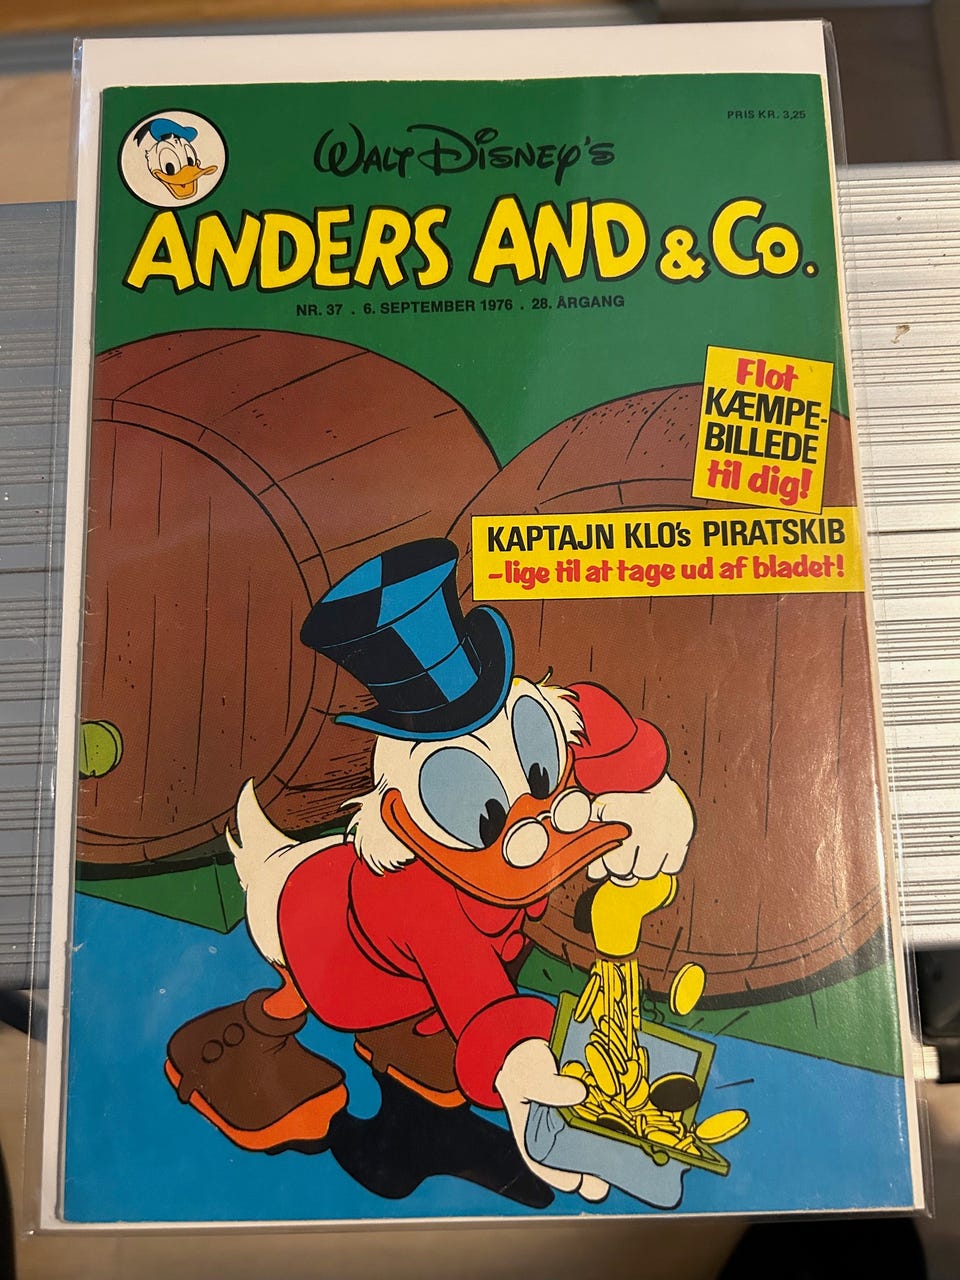 PRIS KR. 3,25
WALT DISNEY'S
ANDERS AND & Co.
NR. 37 . 6. SEPTEMBER 1976 . 28. ÅRGANG
Flot
KÆMPE-
BILLEDE
til dig!
KAPTAJN KLO's PIRATSKIB
-lige til at tage ud af bladet!